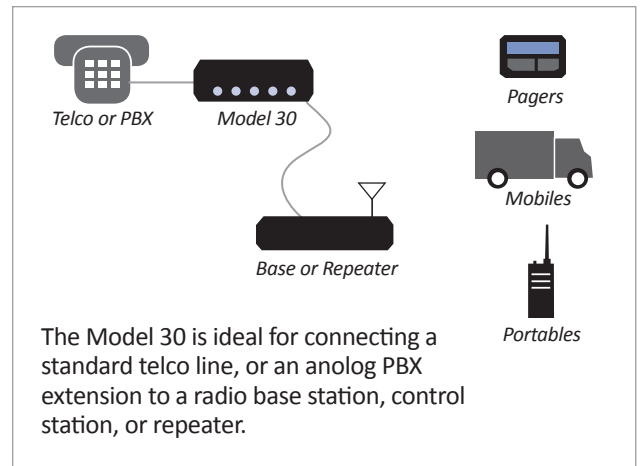 Telco or PBX
Model 30
Pagers
Mobiles
Base or Repeater
Portables
The Model 30 is ideal for connecting a
standard telco line, or an anolog PBX
extension to a radio base station, control
station, or repeater.